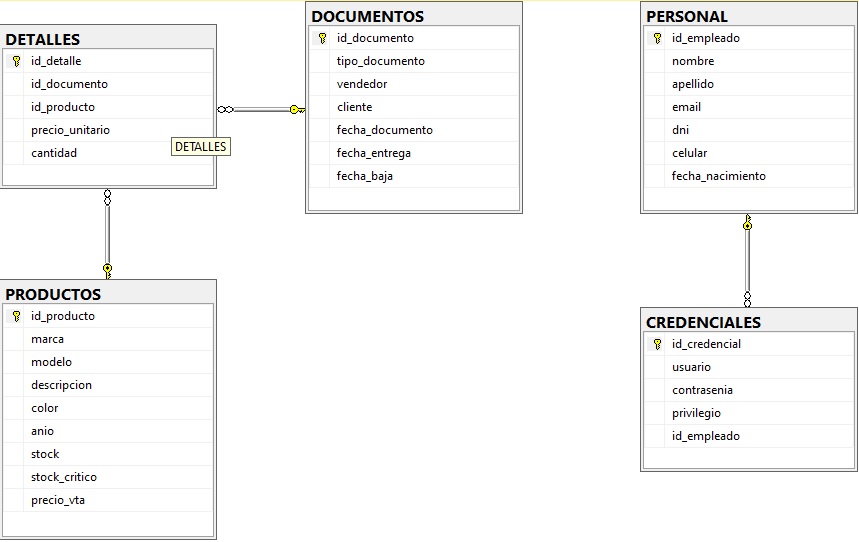 DETALLES
id_detalle
id_documento
id_producto
precio_unitario
cantidad
DETALLES
DOCUMENTOS
id_documento
tipo_documento
vendedor
cliente
fecha_documento
fecha_entrega
fecha_baja
PERSONAL
id_empleado
nombre
apellido
email
dni
celular
fecha_nacimiento
PRODUCTOS
id_producto
marca
modelo
descripcion
color
anio
stock
stock_critico
precio_vta
CREDENCIALES
id_credencial
usuario
contrasenia
privilegio
id_empleado